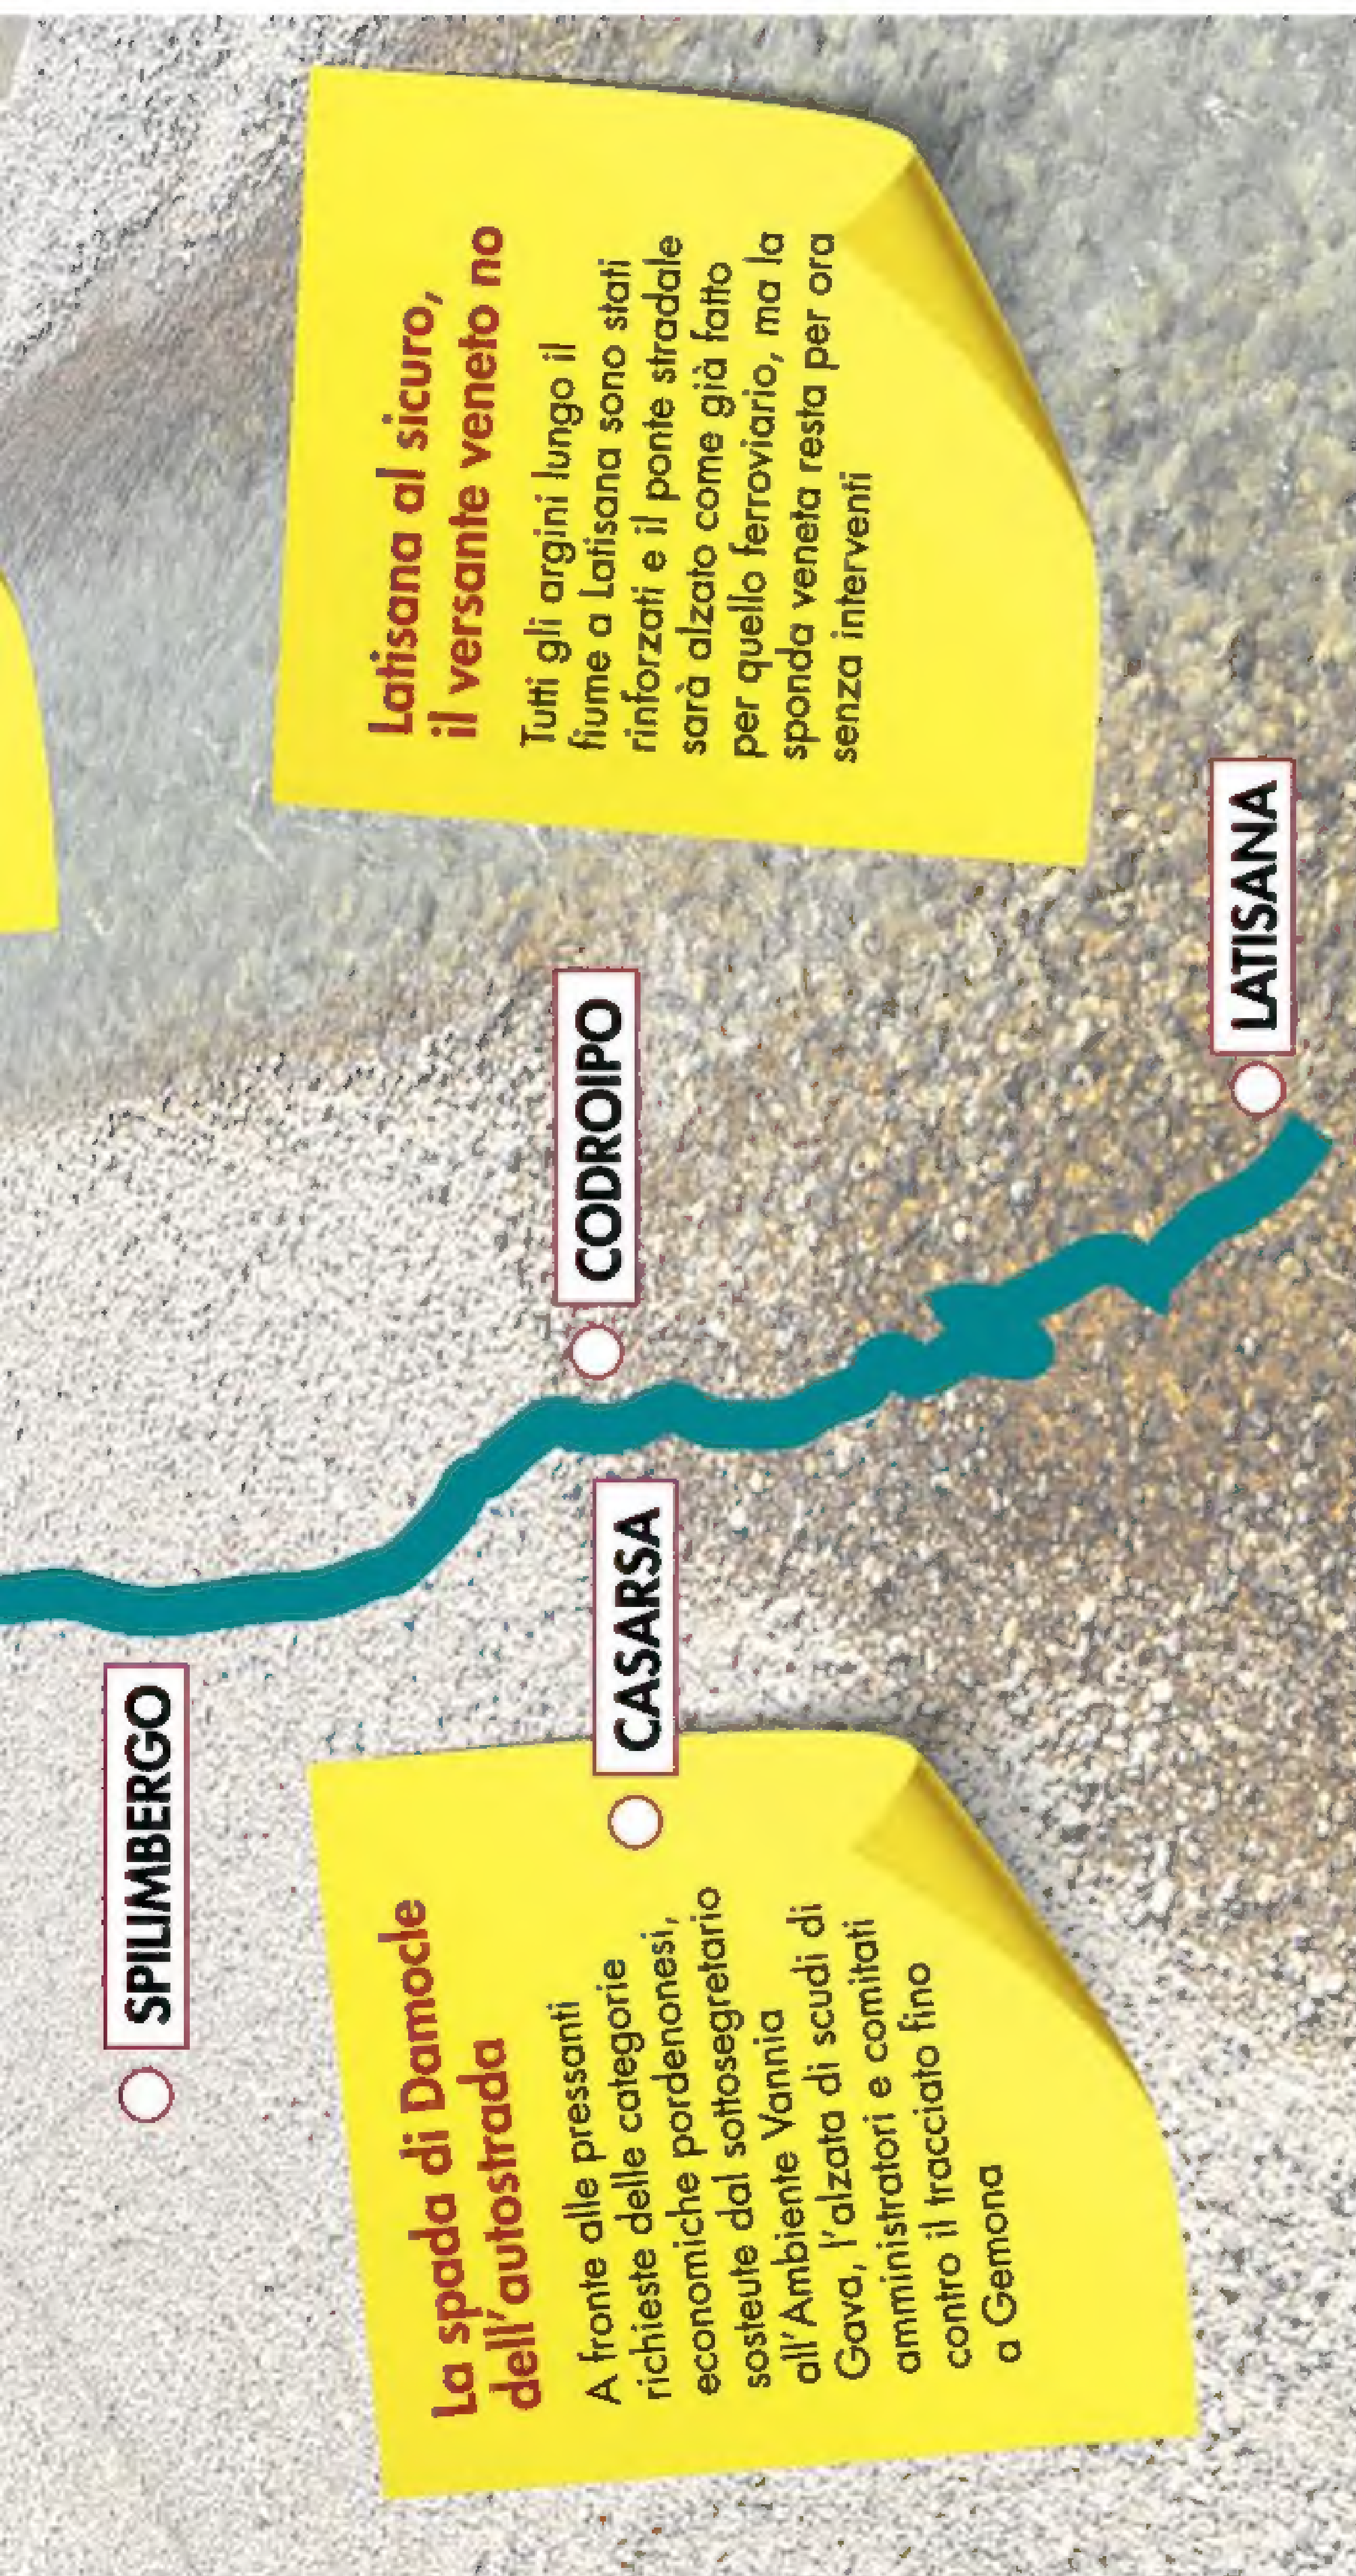 SPILIMBERGO
La spada di Damocle
dell'autostrada
A fronte alle pressanti
richieste delle categorie
economiche pordenonesi,
sosteute dal sottosegretario
all'Ambiente Vannia
Gava, l'alzata di scudi di
amministratori e comitati
contro il tracciato fino
a Gemona
CASARSA
CODROIPO
Latisana al sicuro,
il versante veneto no
Tutti gli argini lungo il
fiume a Latisana sono stati
rinforzati e il ponte stradale
sarà alzato come già fatto
per quello ferroviario, ma la
sponda veneta resta per ora
senza interventi
LATISANA